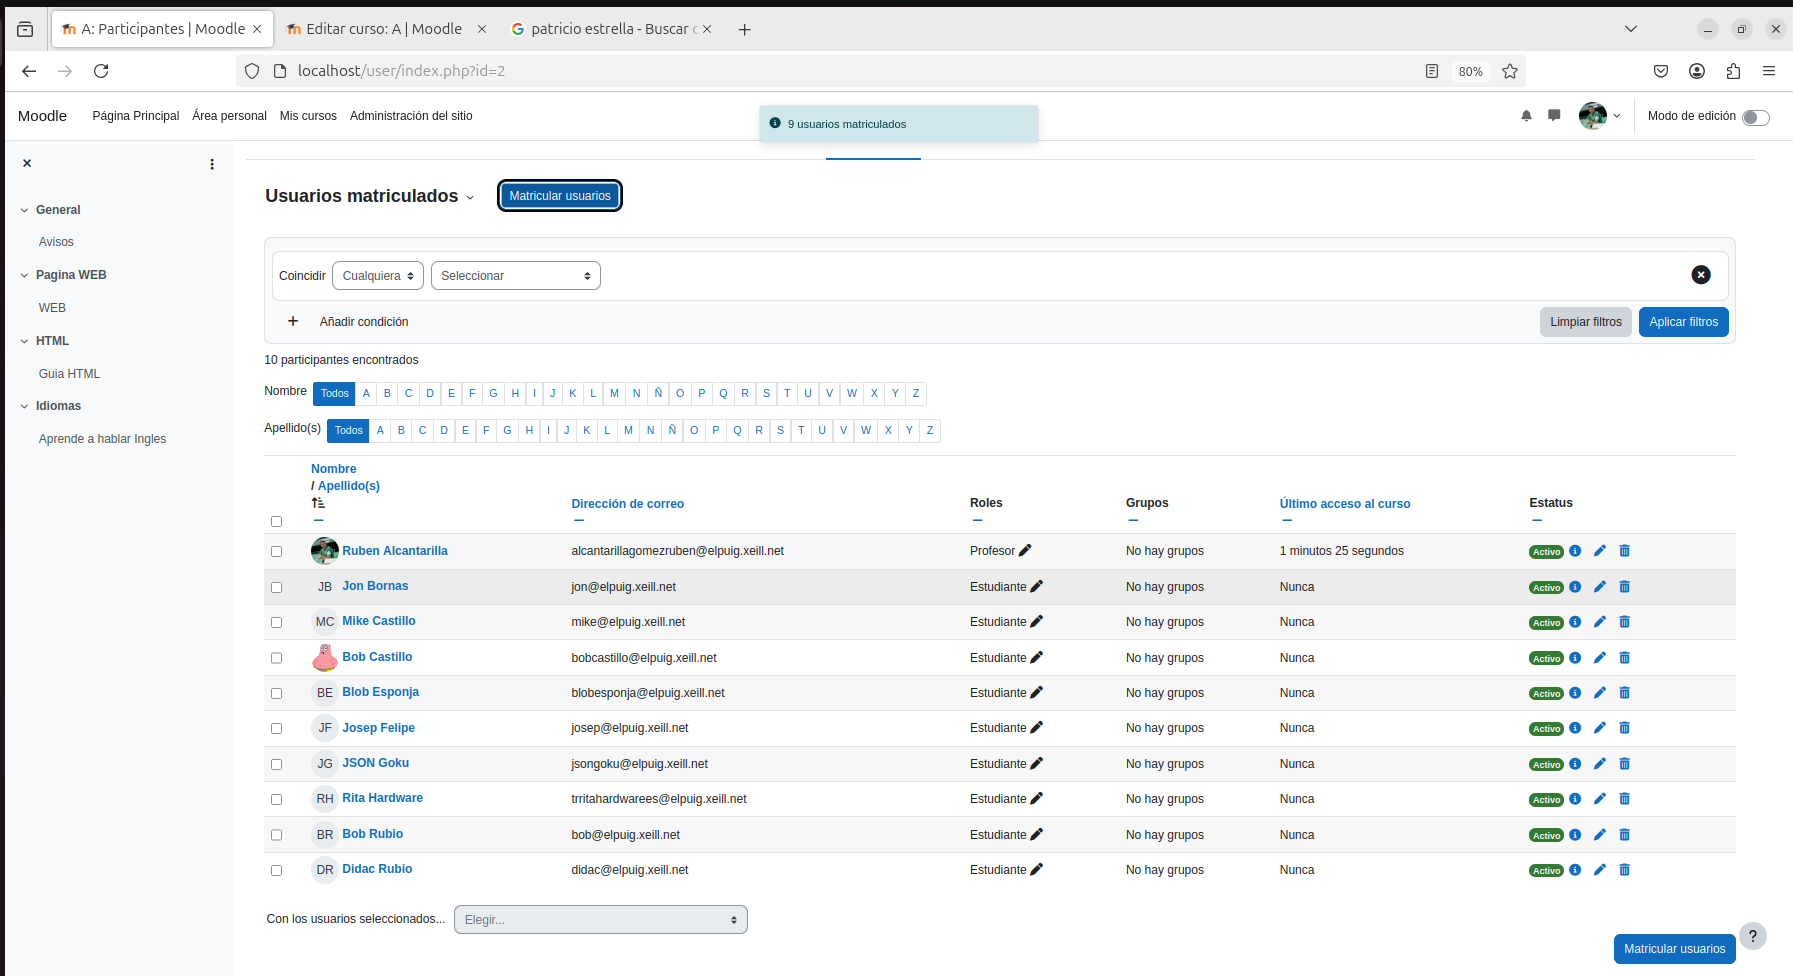 A: Participantes | Moodle
Editar curso: A | Moodle
patricio estrella - Buscar c
localhost/user/index.php?id=2
80%
Moodle
Página Principal
Área personal
Mis cursos
Administración del sitio
9 usuarios matriculados
Modo de edición
General
Avisos
Pagina WEB
WEB
HTML
Guia HTML
Idiomas
Aprende a hablar Ingles
Usuarios matriculados
Matricular usuarios
Coincidir Cualquiera Seleccionar
+ Añadir condición
Limpiar filtros Aplicar filtros
10 participantes encontrados
Nombre Todos A B C D E F G H I J K L M N Ñ O P Q R S T U V W X Y Z
Apellido(s) Todos A B C D E F G H I J K L M N Ñ O P Q R S T U V W X Y Z
Nombre
/ Apellido(s)
Dirección de correo Roles Grupos Último acceso al curso Estatus
Ruben Alcantarilla alcantarillagomezruben@elpuig.xeill.net Profesor No hay grupos 1 minutos 25 segundos Activo
JB Jon Bornas jon@elpuig.xeill.net Estudiante No hay grupos Nunca Activo
MC Mike Castillo mike@elpuig.xeill.net Estudiante No hay grupos Nunca Activo
Bob Castillo bobcastillo@elpuig.xeill.net Estudiante No hay grupos Nunca Activo
BE Blob Esponja blobesponja@elpuig.xeill.net Estudiante No hay grupos Nunca Activo
JF Josep Felipe josep@elpuig.xeill.net Estudiante No hay grupos Nunca Activo
JG JSON Goku jsongoku@elpuig.xeill.net Estudiante No hay grupos Nunca Activo
RH Rita Hardware trritahardwarees@elpuig.xeill.net Estudiante No hay grupos Nunca Activo
BR Bob Rubio bob@elpuig.xeill.net Estudiante No hay grupos Nunca Activo
DR Didac Rubio didac@elpuig.xeill.net Estudiante No hay grupos Nunca Activo
Con los usuarios seleccionados... Elegir...
?
Matricular usuarios